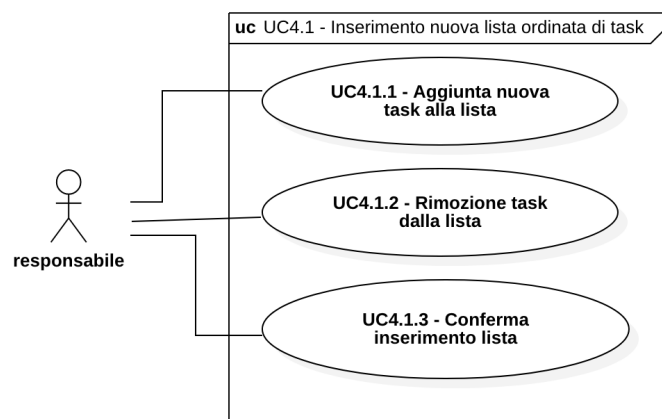 uc UC4.1 - Inserimento nuova lista ordinata di task
UC4.1.1 - Aggiunta nuova
task alla lista
UC4.1.2 - Rimozione task
dalla lista
responsabile
UC4.1.3 - Conferma
inserimento lista